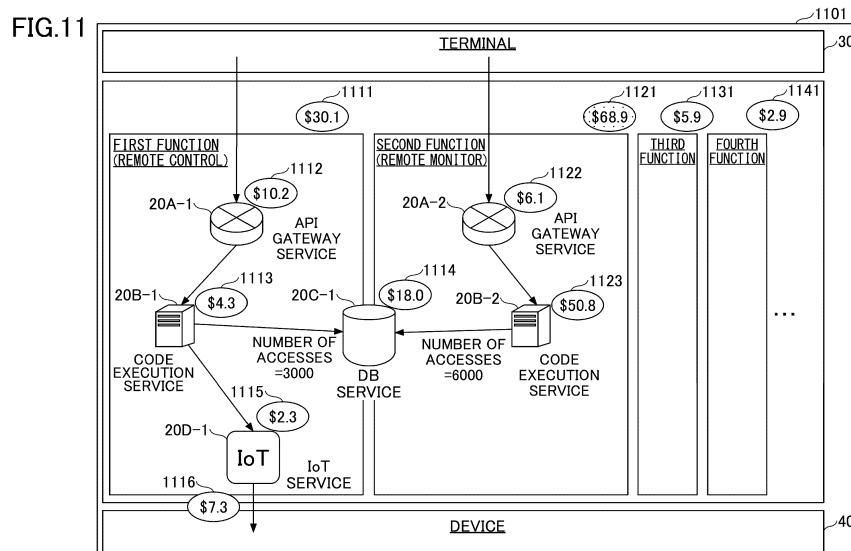 FIG.11
1101
TERMINAL
30
1111
$30.1
1121
$68.9
1131
$5.9
1141
$2.9
FIRST FUNCTION
(REMOTE CONTROL)
SECOND FUNCTION
(REMOTE MONITOR)
THIRD
FUNCTION
FOURTH
FUNCTION
1112
$10.2
20A-1
API
GATEWAY
SERVICE
1122
$6.1
20A-2
API
GATEWAY
SERVICE
1113
$4.3
20B-1
CODE
EXECUTION
SERVICE
1114
$18.0
20C-1
DB
SERVICE
1123
$50.8
20B-2
CODE
EXECUTION
SERVICE
NUMBER OF
ACCESSES
=3000
NUMBER OF
ACCESSES
=6000
...
1115
$2.3
20D-1
IoT
IoT
SERVICE
1116
$7.3
DEVICE
40